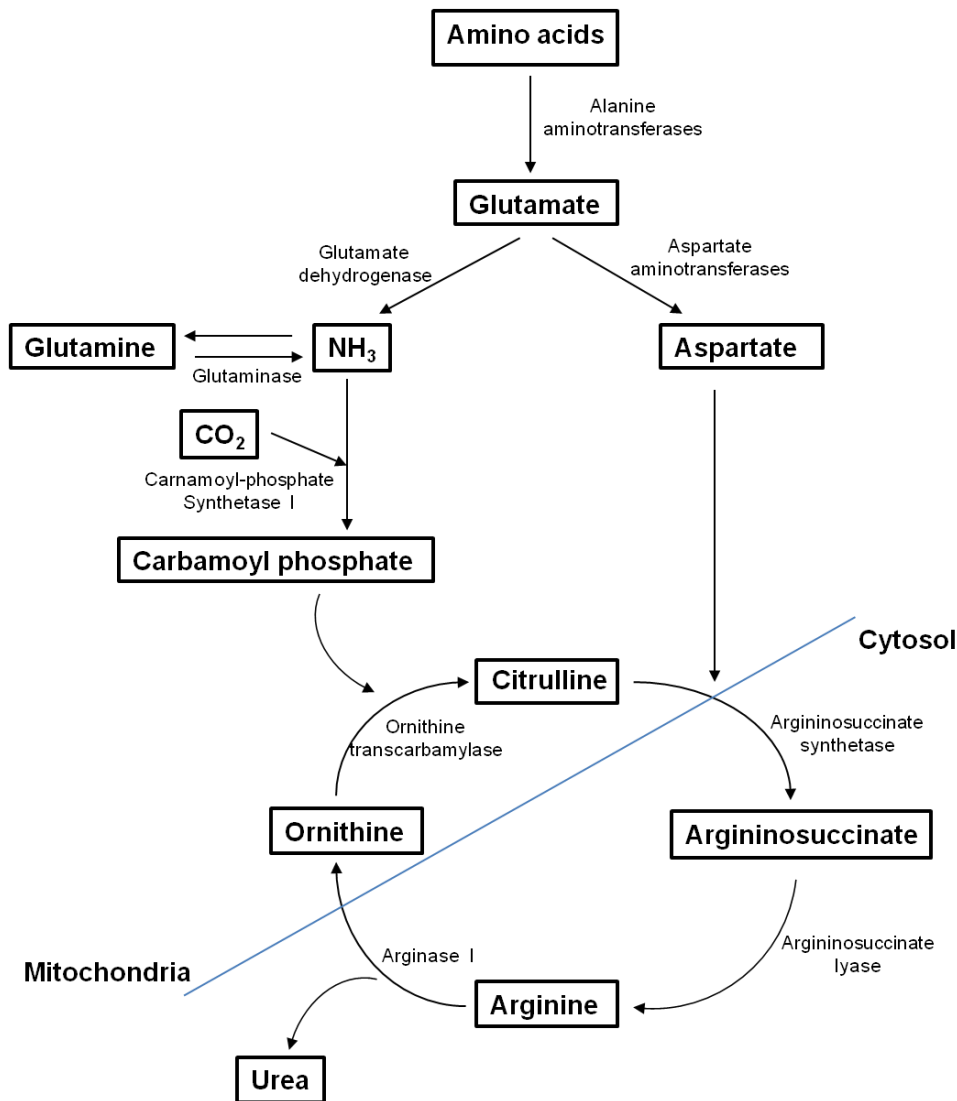 Amino acids
Alanine
aminotransferases
Glutamate
Glutamate
dehydrogenase
Aspartate
aminotransferases
Glutamine
NH₃
Aspartate
Glutaminase
CO₂
Carnamoyl-phosphate
Synthetase I
Carbamoyl phosphate
Cytosol
Citrulline
Ornithine
transcarbamylase
Argininosuccinate
synthetase
Ornithine
Argininosuccinate
Mitochondria
Arginase I
Argininosuccinate
lyase
Arginine
Urea